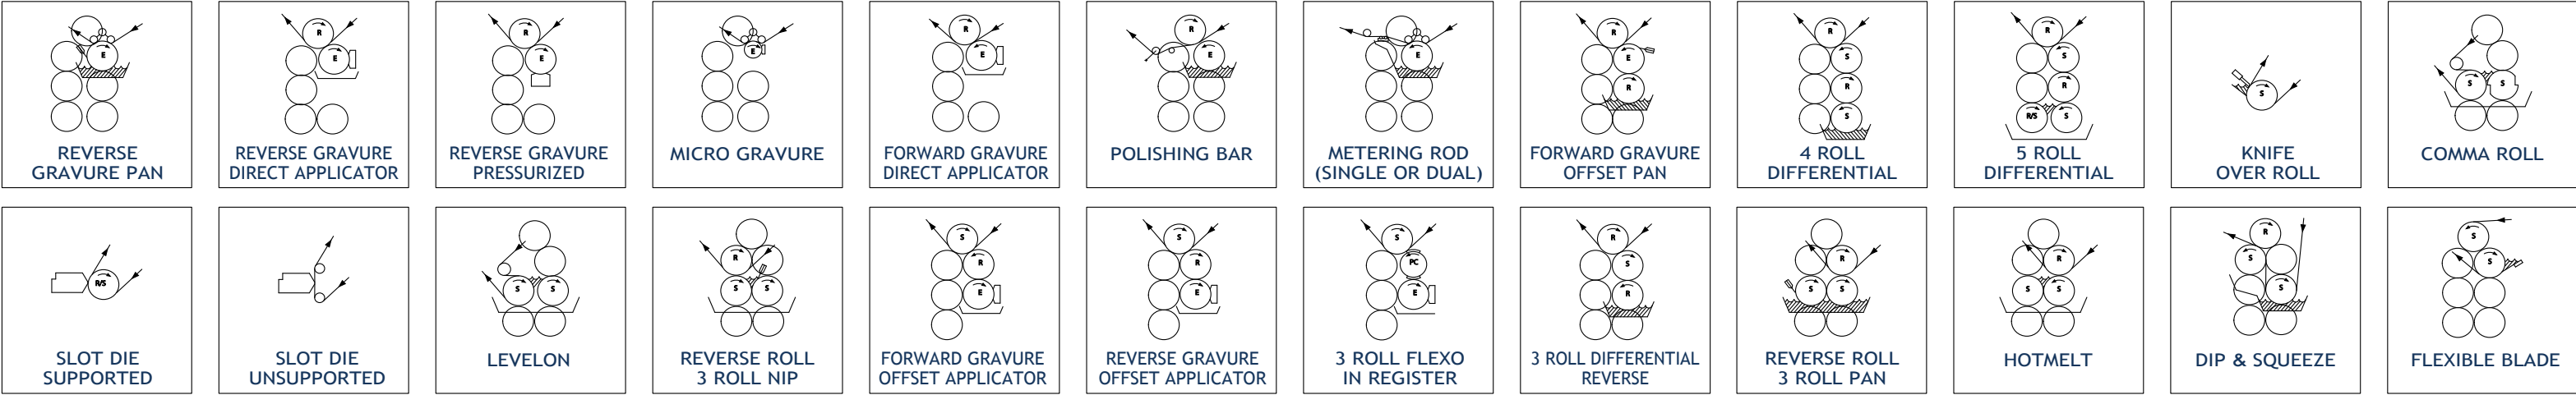 R
E
REVERSE
GRAVURE PAN
R
E
REVERSE GRAVURE
DIRECT APPLICATOR
R
E
REVERSE GRAVURE
PRESSURIZED
E
MICRO GRAVURE
R
E
FORWARD GRAVURE
DIRECT APPLICATOR
R
E
POLISHING BAR
E
METERING ROD
(SINGLE OR DUAL)
R
E
R
FORWARD GRAVURE
OFFSET PAN
R
S
R
S
4 ROLL
DIFFERENTIAL
R
S
R
R/S S
5 ROLL
DIFFERENTIAL
S
KNIFE
OVER ROLL
S S
COMMA ROLL
R/S
SLOT DIE
SUPPORTED
SLOT DIE
UNSUPPORTED
S S
LEVELON
R
S S
REVERSE ROLL
3 ROLL NIP
S
R
E
FORWARD GRAVURE
OFFSET APPLICATOR
S
R
E
REVERSE GRAVURE
OFFSET APPLICATOR
S
PC
E
3 ROLL FLEXO
IN REGISTER
R
S
R
3 ROLL DIFFERENTIAL
REVERSE
R
S S
REVERSE ROLL
3 ROLL PAN
R
S S
HOTMELT
R
S
S
DIP & SQUEEZE
S
S
FLEXIBLE BLADE